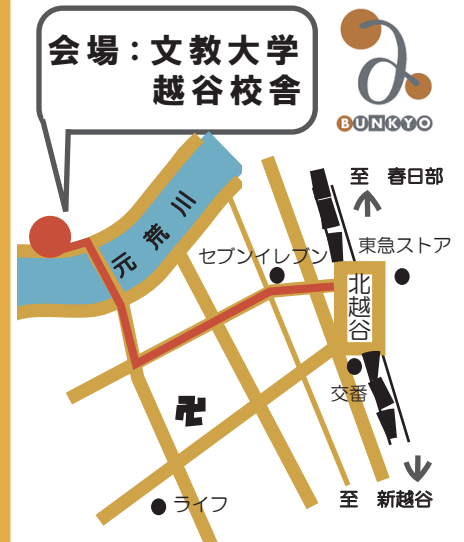 会場：文教大学
越谷校舎
BUNKYO
至 春日部
元荒川
セブンイレブン
東急ストア
北越谷
交番
卍
ライフ
至 新越谷